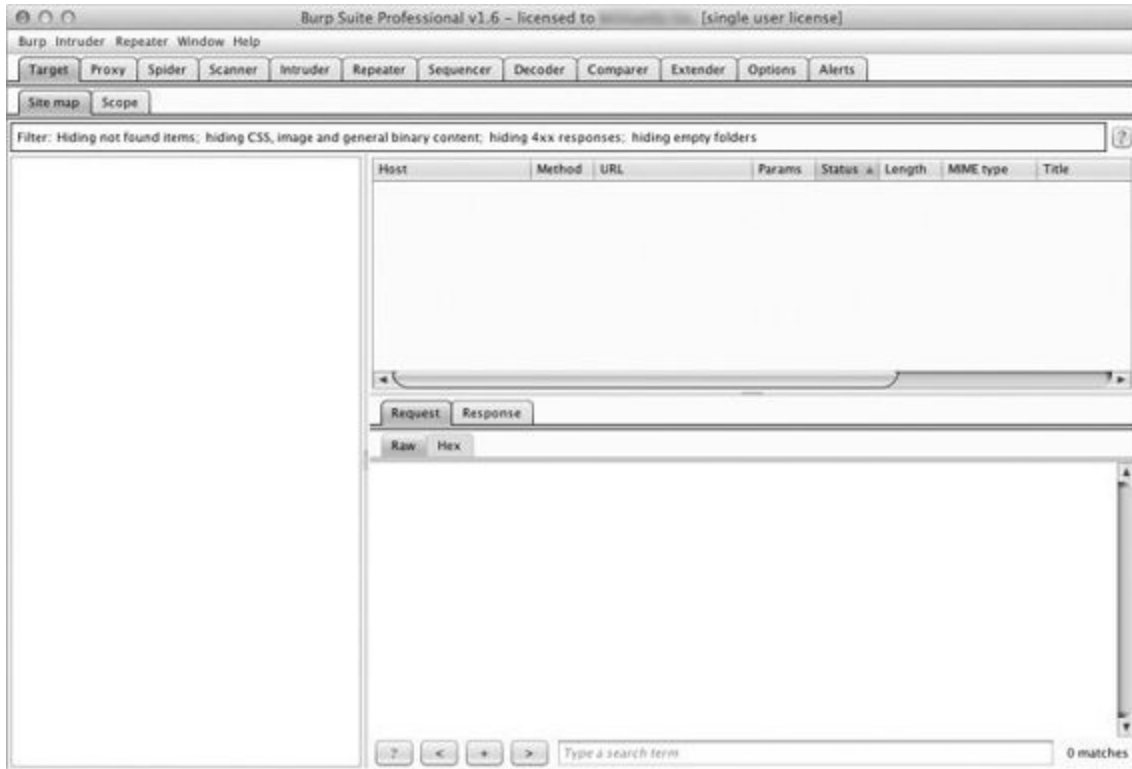 Burp Suite Professional v1.6 – licensed to [single user license]
Burp Intruder Repeater Window Help
Target Proxy Spider Scanner Intruder Repeater Sequencer Decoder Comparer Extender Options Alerts
Site map Scope
Filter: Hiding not found items; hiding CSS, image and general binary content; hiding 4xx responses; hiding empty folders ?
Host Method URL Params Status ▲ Length MIME type Title
Request Response
Raw Hex
? < + > Type a search term 0 matches